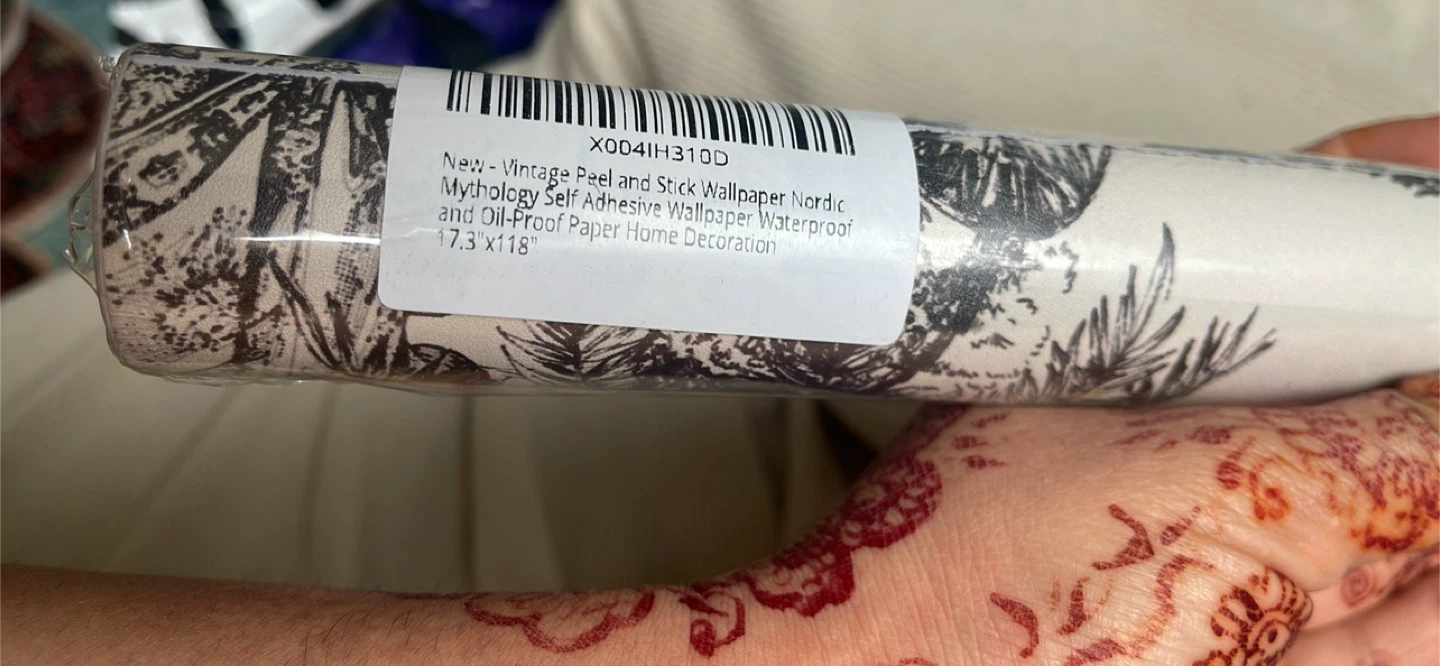 X004IH310D
New - Vintage Peel and Stick Wallpaper Nordic
Mythology Self Adhesive Wallpaper Waterproof
and Oil-Proof Paper Home Decoration
17.3"x118"